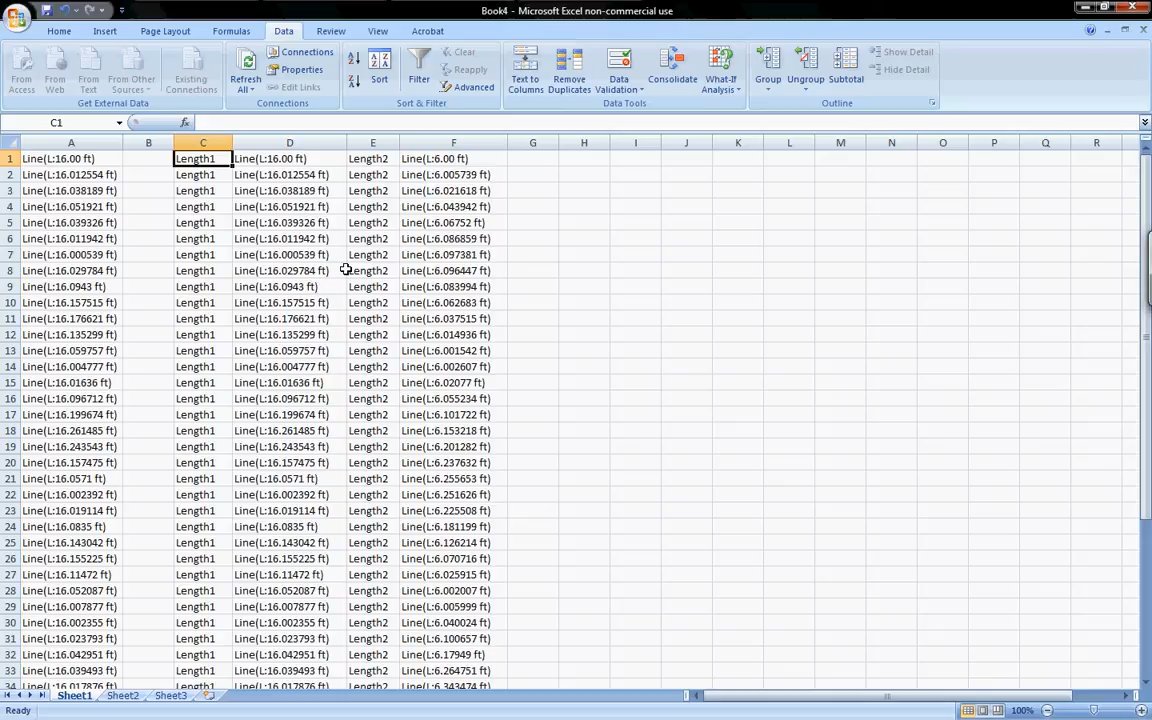 Book4 - Microsoft Excel non-commercial use
Home Insert Page Layout Formulas Data Review View Acrobat
From Access
From Web
From Text
From Other Sources
Existing Connections
Get External Data
Refresh All
Connections
Properties
Edit Links
Connections
Sort
Filter
Clear
Reapply
Advanced
Sort & Filter
Text to Columns
Remove Duplicates
Data Validation
Consolidate
What-If Analysis
Data Tools
Group
Ungroup
Subtotal
Show Detail
Hide Detail
Outline
C1 fx
A B C D E F G H I J K L M N O P Q R
1 Line(L:16.00 ft) Length1 Line(L:16.00 ft) Length2 Line(L:6.00 ft)
2 Line(L:16.012554 ft) Length1 Line(L:16.012554 ft) Length2 Line(L:6.005739 ft)
3 Line(L:16.038189 ft) Length1 Line(L:16.038189 ft) Length2 Line(L:6.021618 ft)
4 Line(L:16.051921 ft) Length1 Line(L:16.051921 ft) Length2 Line(L:6.043942 ft)
5 Line(L:16.039326 ft) Length1 Line(L:16.039326 ft) Length2 Line(L:6.06752 ft)
6 Line(L:16.011942 ft) Length1 Line(L:16.011942 ft) Length2 Line(L:6.086859 ft)
7 Line(L:16.000539 ft) Length1 Line(L:16.000539 ft) Length2 Line(L:6.097381 ft)
8 Line(L:16.029784 ft) Length1 Line(L:16.029784 ft) Length2 Line(L:6.096447 ft)
9 Line(L:16.0943 ft) Length1 Line(L:16.0943 ft) Length2 Line(L:6.083994 ft)
10 Line(L:16.157515 ft) Length1 Line(L:16.157515 ft) Length2 Line(L:6.062683 ft)
11 Line(L:16.176621 ft) Length1 Line(L:16.176621 ft) Length2 Line(L:6.037515 ft)
12 Line(L:16.135299 ft) Length1 Line(L:16.135299 ft) Length2 Line(L:6.014936 ft)
13 Line(L:16.059757 ft) Length1 Line(L:16.059757 ft) Length2 Line(L:6.001542 ft)
14 Line(L:16.004777 ft) Length1 Line(L:16.004777 ft) Length2 Line(L:6.002607 ft)
15 Line(L:16.01636 ft) Length1 Line(L:16.01636 ft) Length2 Line(L:6.02077 ft)
16 Line(L:16.096712 ft) Length1 Line(L:16.096712 ft) Length2 Line(L:6.055234 ft)
17 Line(L:16.199674 ft) Length1 Line(L:16.199674 ft) Length2 Line(L:6.101722 ft)
18 Line(L:16.261485 ft) Length1 Line(L:16.261485 ft) Length2 Line(L:6.153218 ft)
19 Line(L:16.243543 ft) Length1 Line(L:16.243543 ft) Length2 Line(L:6.201282 ft)
20 Line(L:16.157475 ft) Length1 Line(L:16.157475 ft) Length2 Line(L:6.237632 ft)
21 Line(L:16.0571 ft) Length1 Line(L:16.0571 ft) Length2 Line(L:6.255653 ft)
22 Line(L:16.002392 ft) Length1 Line(L:16.002392 ft) Length2 Line(L:6.251626 ft)
23 Line(L:16.019114 ft) Length1 Line(L:16.019114 ft) Length2 Line(L:6.225508 ft)
24 Line(L:16.0835 ft) Length1 Line(L:16.0835 ft) Length2 Line(L:6.181199 ft)
25 Line(L:16.143042 ft) Length1 Line(L:16.143042 ft) Length2 Line(L:6.126214 ft)
26 Line(L:16.155225 ft) Length1 Line(L:16.155225 ft) Length2 Line(L:6.070716 ft)
27 Line(L:16.11472 ft) Length1 Line(L:16.11472 ft) Length2 Line(L:6.025915 ft)
28 Line(L:16.052087 ft) Length1 Line(L:16.052087 ft) Length2 Line(L:6.002007 ft)
29 Line(L:16.007877 ft) Length1 Line(L:16.007877 ft) Length2 Line(L:6.005999 ft)
30 Line(L:16.002355 ft) Length1 Line(L:16.002355 ft) Length2 Line(L:6.040024 ft)
31 Line(L:16.023793 ft) Length1 Line(L:16.023793 ft) Length2 Line(L:6.100657 ft)
32 Line(L:16.042951 ft) Length1 Line(L:16.042951 ft) Length2 Line(L:6.17949 ft)
33 Line(L:16.039493 ft) Length1 Line(L:16.039493 ft) Length2 Line(L:6.264751 ft)
34 Line(L:16.017876 ft) Length1 Line(L:16.017876 ft) Length2 Line(L:6.343474 ft)
Sheet1 Sheet2 Sheet3
Ready 100%